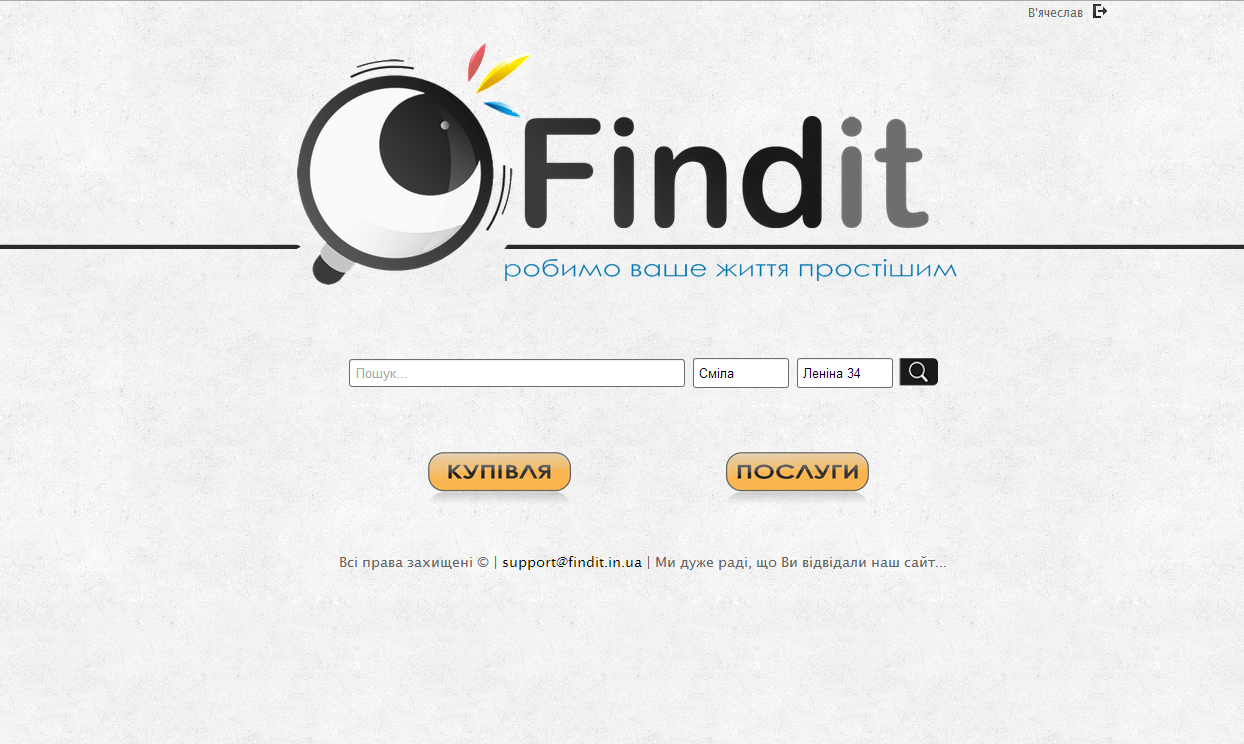 В'ячеслав
Findit
робимо ваше життя простішим
Пошук... Сміла Леніна 34
КУПІВЛЯ ПОСЛУГИ
Всі права захищені © | support@findit.in.ua | Ми дуже раді, що Ви відвідали наш сайт...